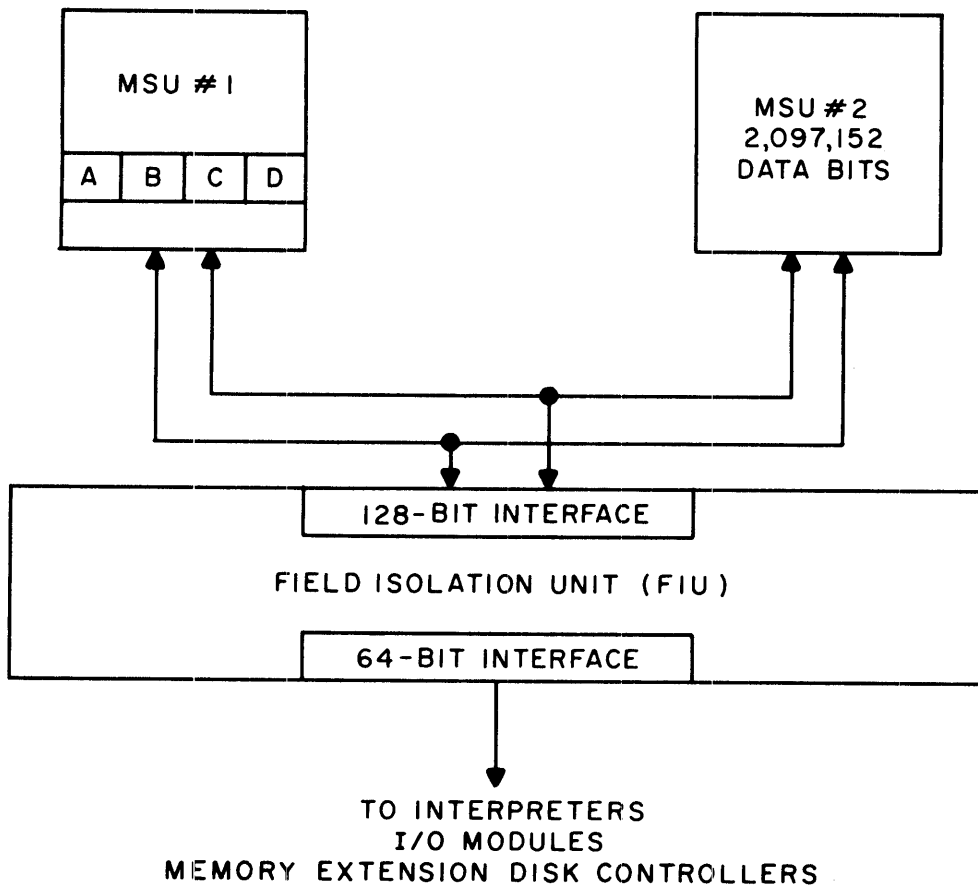 MSU #1
A B C D
MSU #2
2,097,152
DATA BITS
128-BIT INTERFACE
FIELD ISOLATION UNIT (FIU)
64-BIT INTERFACE
TO INTERPRETERS
I/O MODULES
MEMORY EXTENSION DISK CONTROLLERS